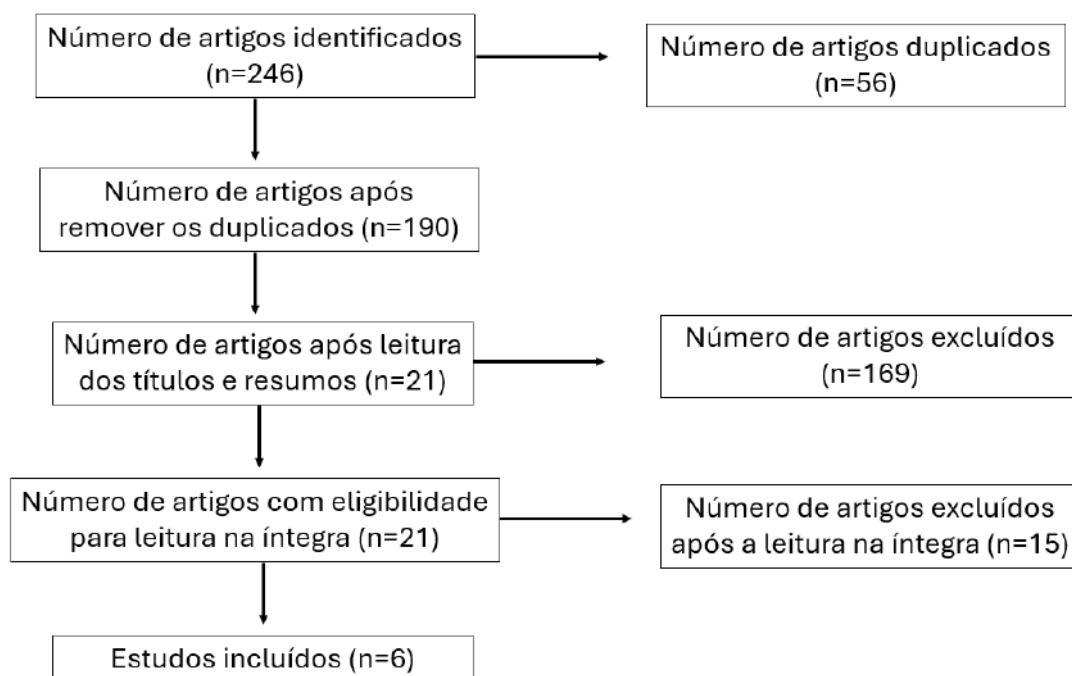 Número de artigos identificados
(n=246)
Número de artigos duplicados
(n=56)
Número de artigos após
remover os duplicados (n=190)
Número de artigos após leitura
dos títulos e resumos (n=21)
Número de artigos excluídos
(n=169)
Número de artigos com eligibilidade
para leitura na íntegra (n=21)
Número de artigos excluídos
após a leitura na íntegra (n=15)
Estudos incluídos (n=6)